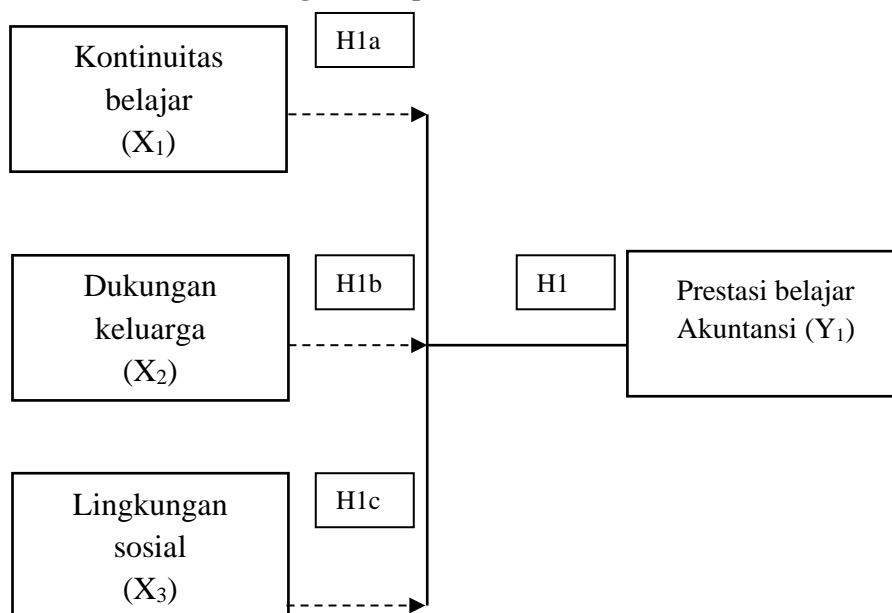 H1a
Kontinuitas
belajar
(X₁)
Dukungan
keluarga
(X₂)
H1b
H1
Prestasi belajar
Akuntansi (Y₁)
Lingkungan
sosial
(X₃)
H1c